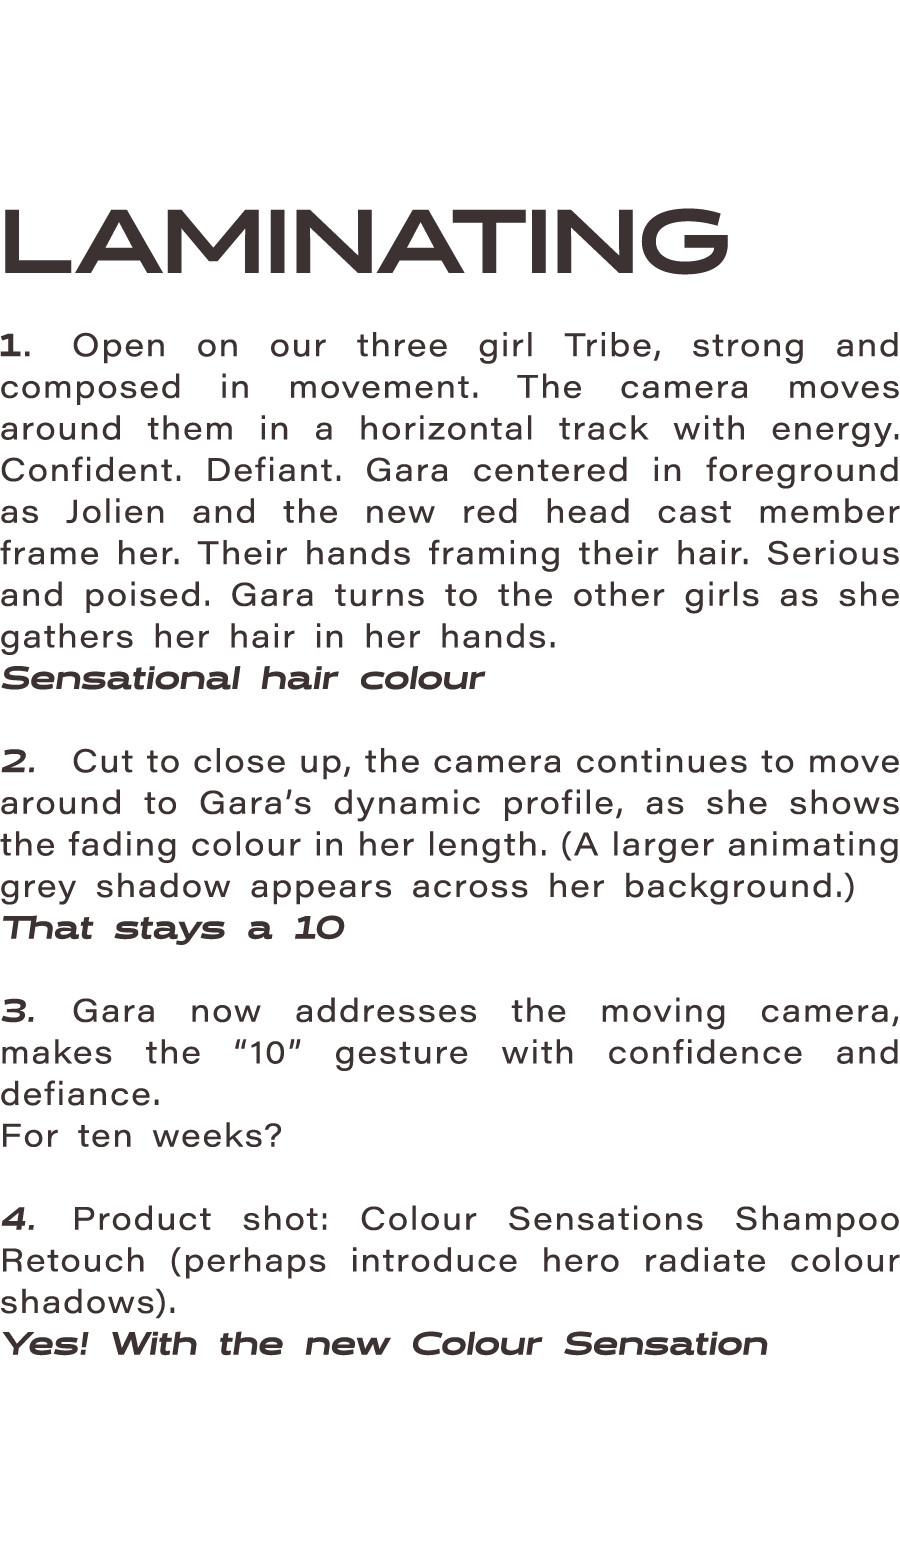 LAMINATING
1. Open on our three girl Tribe, strong and
composed in movement. The camera moves
around them in a horizontal track with energy.
Confident. Defiant. Gara centered in foreground
as Jolien and the new red head cast member
frame her. Their hands framing their hair. Serious
and poised. Gara turns to the other girls as she
gathers her hair in her hands.
Sensational hair colour
2. Cut to close up, the camera continues to move
around to Gara’s dynamic profile, as she shows
the fading colour in her length. (A larger animating
grey shadow appears across her background.)
That stays a 10
3. Gara now addresses the moving camera,
makes the “10” gesture with confidence and
defiance.
For ten weeks?
4. Product shot: Colour Sensations Shampoo
Retouch (perhaps introduce hero radiate colour
shadows).
Yes! With the new Colour Sensation